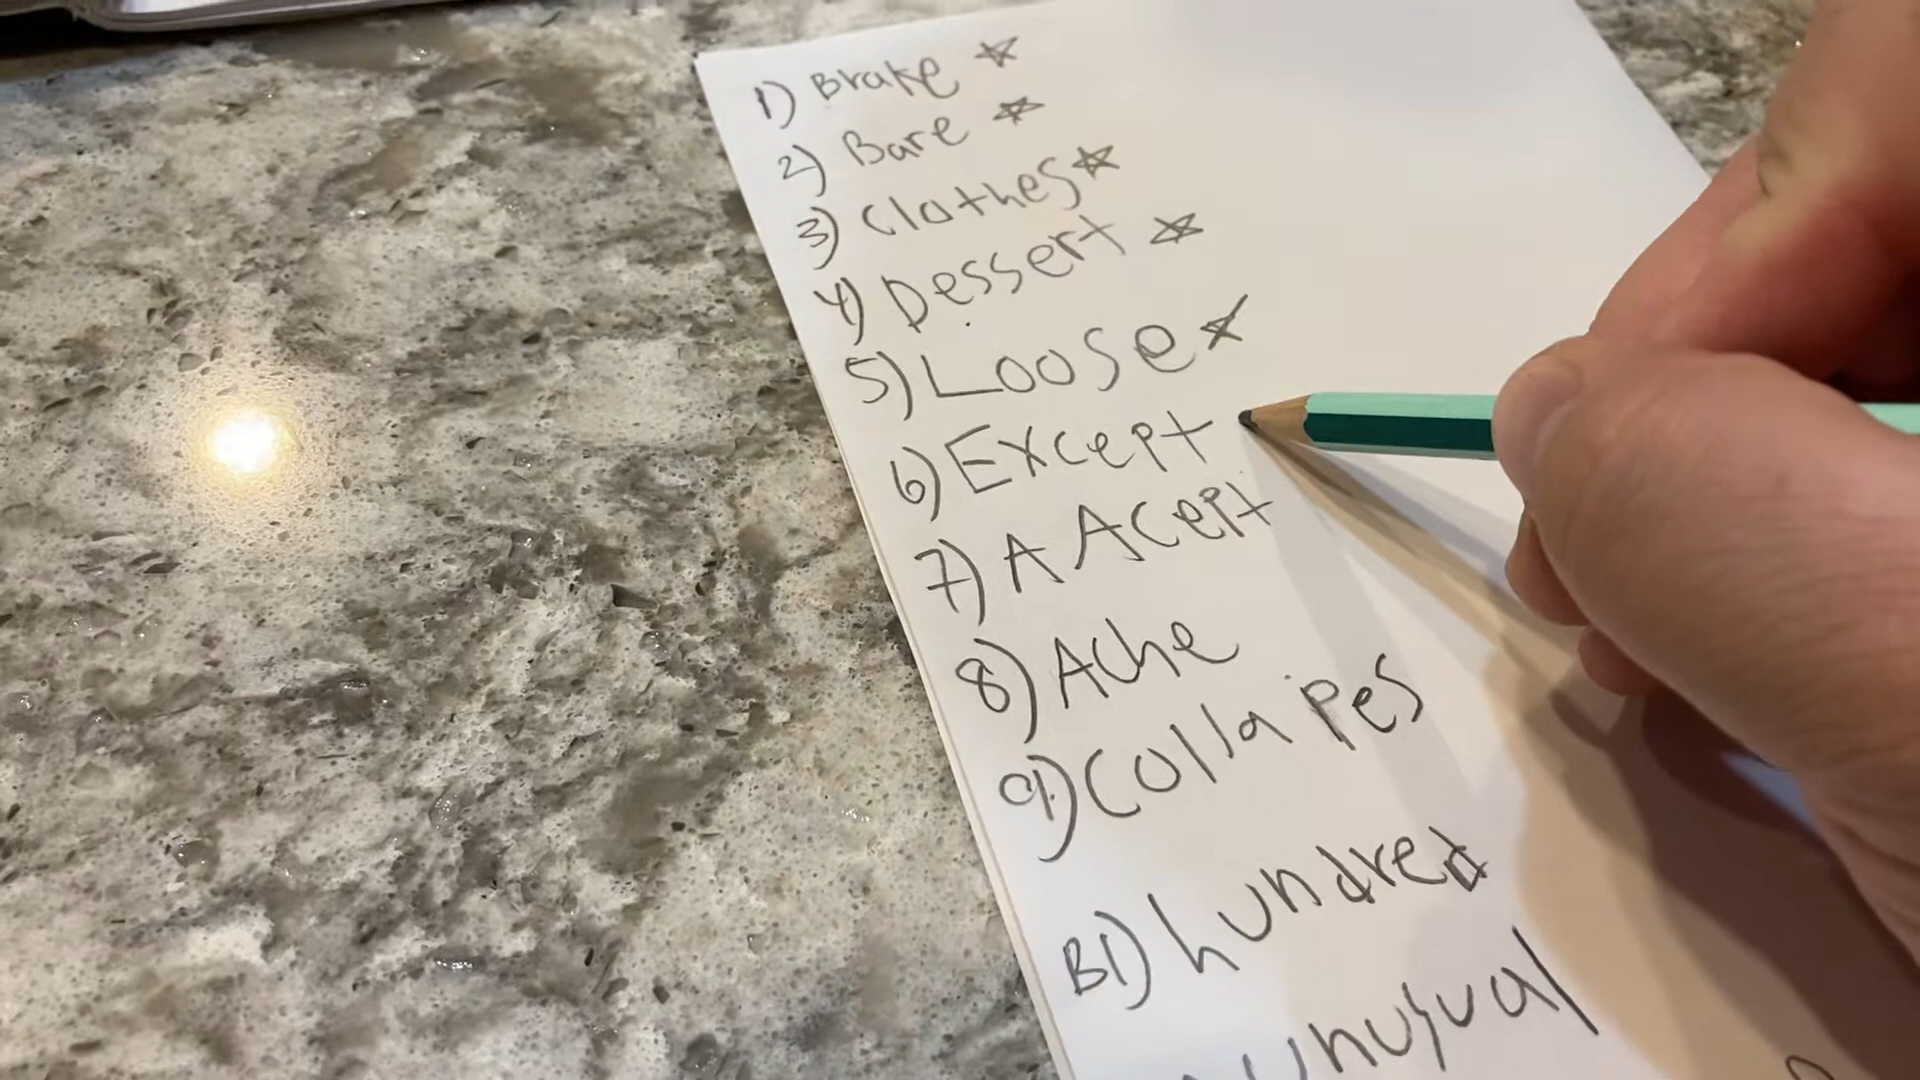 1) Brake
2) Bare
3) Clothes
4) Dessert
5) Loose
6) Except
7) A Acept
8) Ache
9) Collapes
B1) hundred
unusual